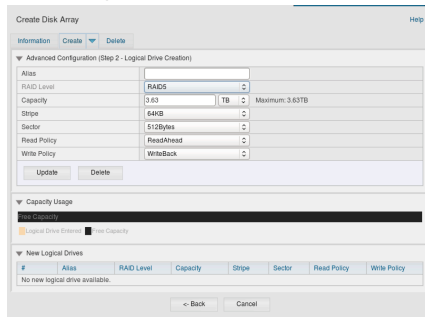 Create Disk Array Help
Information Create Delete
Advanced Configuration (Step 2 - Logical Drive Creation)
Alias
RAID Level RAID5
Capacity 3.63 TB Maximum: 3.63TB
Stripe 64KB
Sector 512Bytes
Read Policy ReadAhead
Write Policy WriteBack
Update Delete
Capacity Usage
Free Capacity
Logical Drive Entered Free Capacity
New Logical Drives
# Alias RAID Level Capacity Stripe Sector Read Policy Write Policy
No new logical drive available.
<- Back Cancel